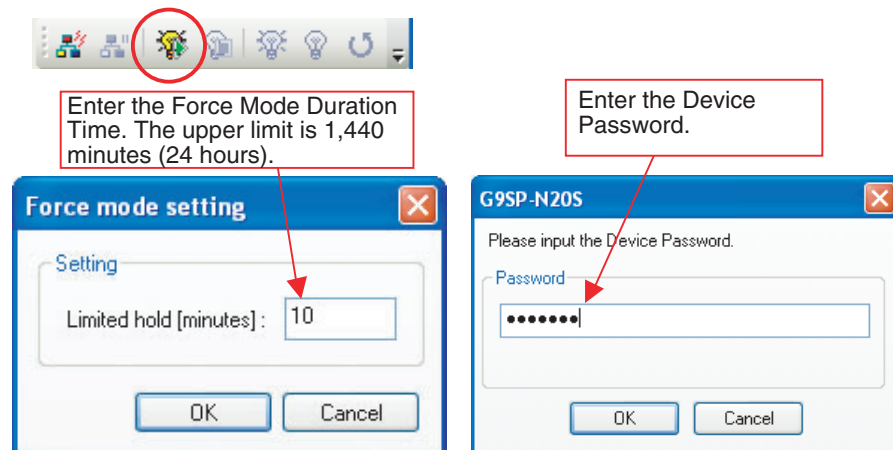 Enter the Force Mode Duration
Time. The upper limit is 1,440
minutes (24 hours).
Enter the Device
Password.
Force mode setting
Setting
Limited hold [minutes] :
10
OK
Cancel
G9SP-N20S
Please input the Device Password.
Password
•••••••
OK
Cancel